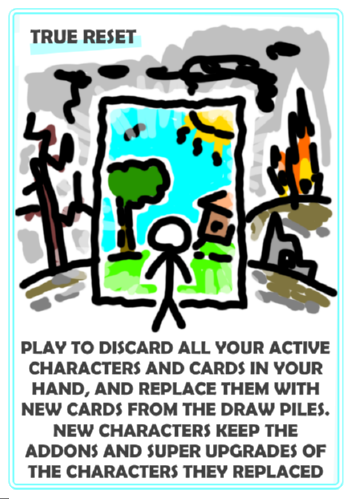 TRUE RESET
PLAY TO DISCARD ALL YOUR ACTIVE
CHARACTERS AND CARDS IN YOUR
HAND, AND REPLACE THEM WITH
NEW CARDS FROM THE DRAW PILES.
NEW CHARACTERS KEEP THE
ADDONS AND SUPER UPGRADES OF
THE CHARACTERS THEY REPLACED